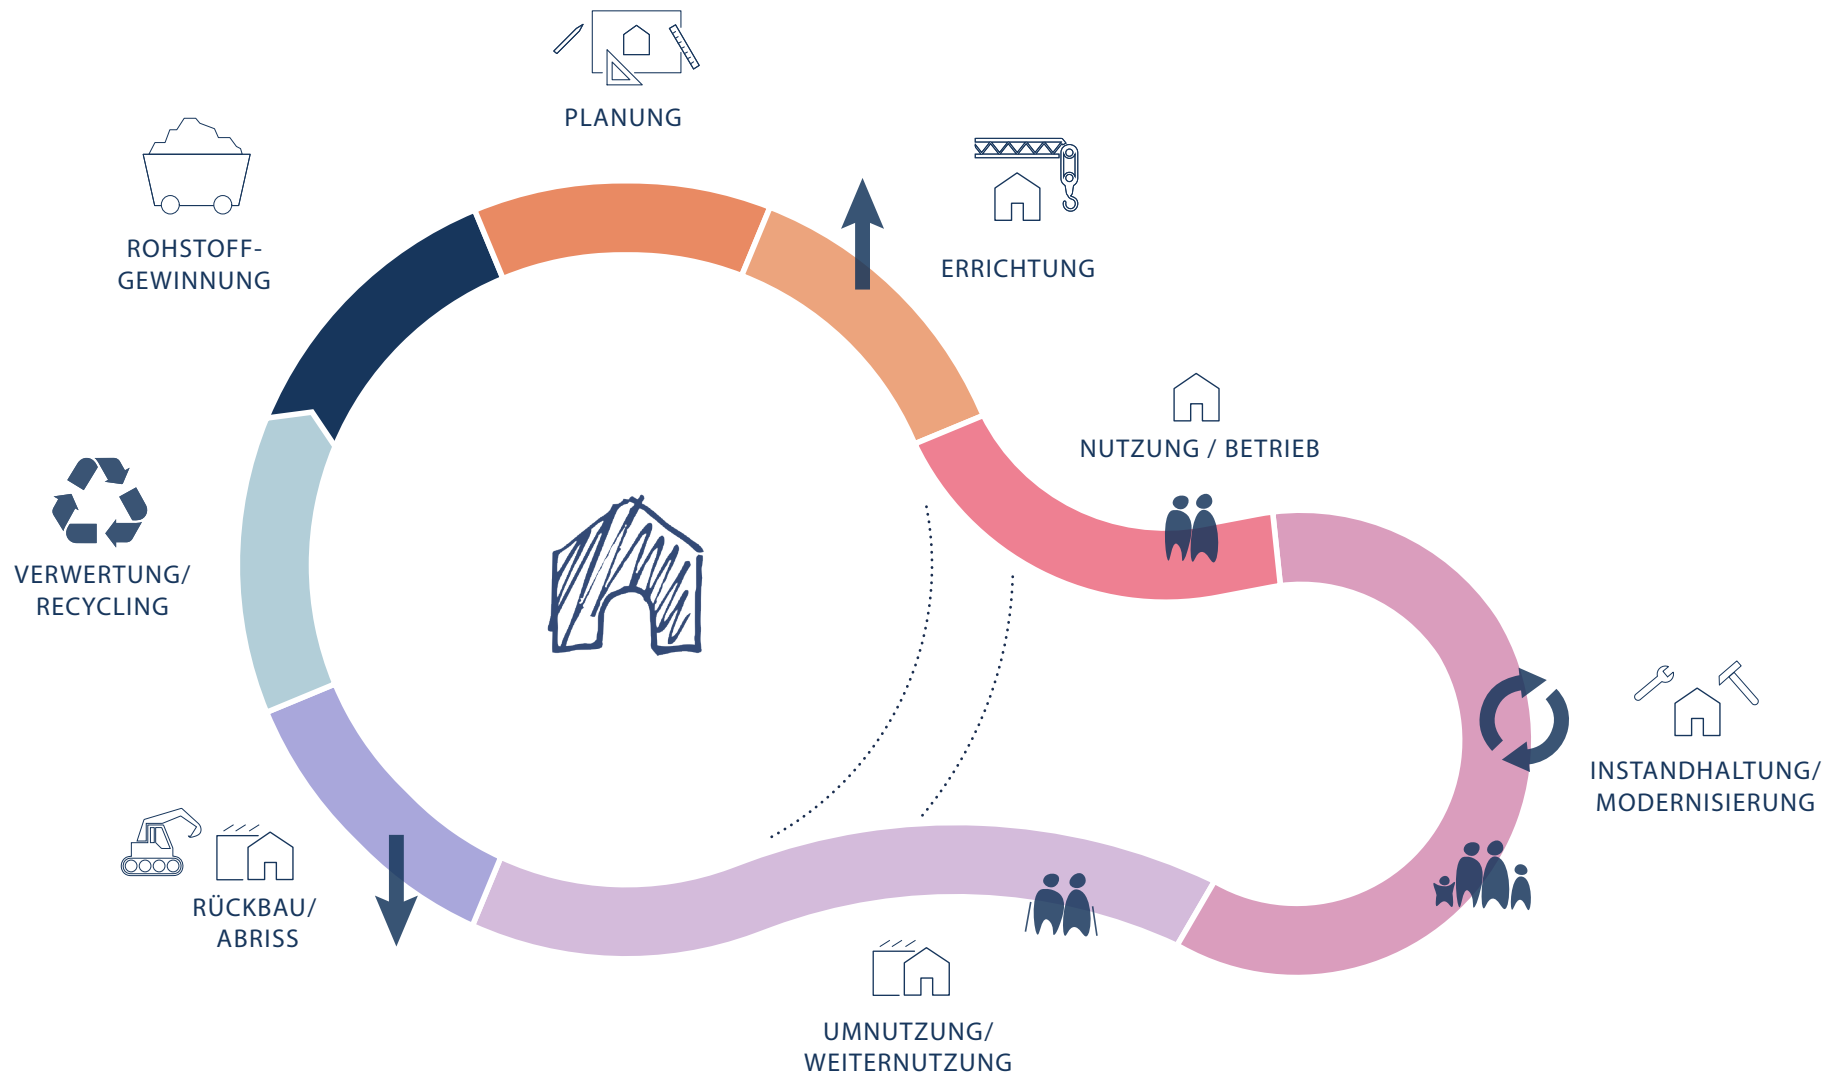 PLANUNG
ROHSTOFF-
GEWINNUNG
ERRICHTUNG
NUTZUNG / BETRIEB
INSTANDHALTUNG/
MODERNISIERUNG
UMNUTZUNG/
WEITERNUTZUNG
RÜCKBAU/
ABRISS
VERWERTUNG/
RECYCLING